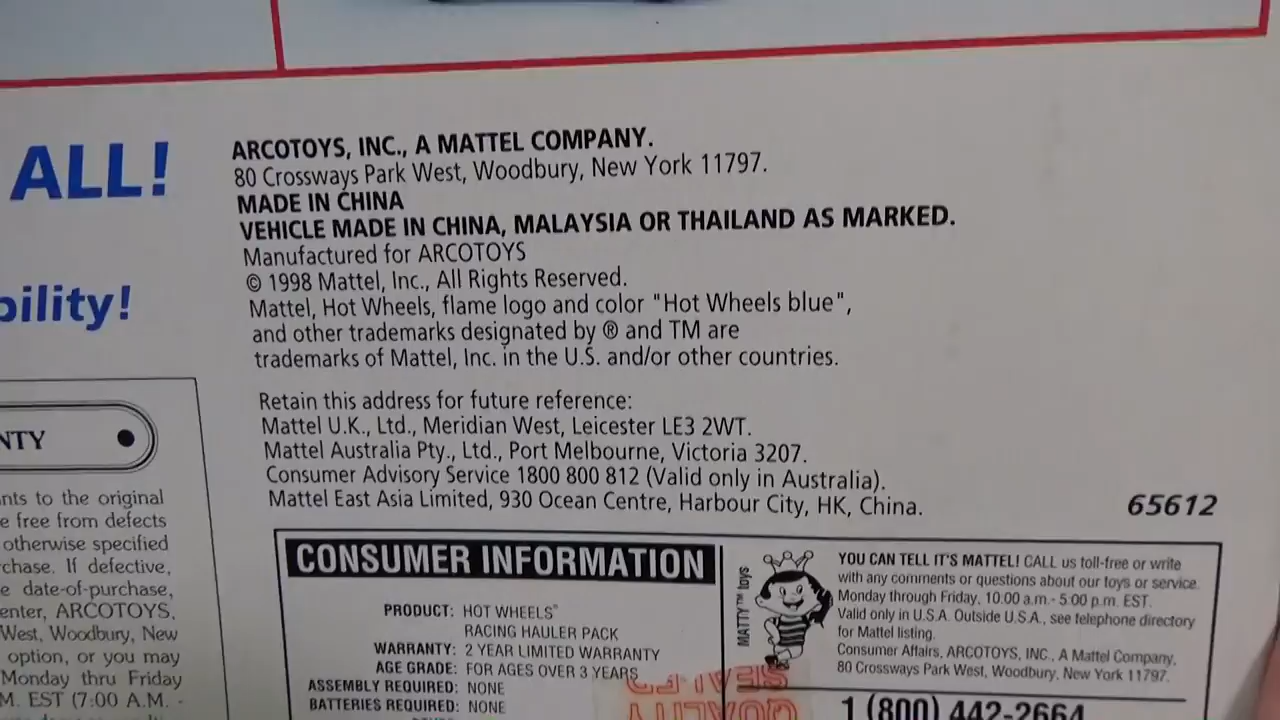 ALL!
bility!
ARCOTOYS, INC., A MATTEL COMPANY.
80 Crossways Park West, Woodbury, New York 11797.
MADE IN CHINA
VEHICLE MADE IN CHINA, MALAYSIA OR THAILAND AS MARKED.
Manufactured for ARCOTOYS
© 1998 Mattel, Inc., All Rights Reserved.
Mattel, Hot Wheels, flame logo and color "Hot Wheels blue",
and other trademarks designated by ® and TM are
trademarks of Mattel, Inc. in the U.S. and/or other countries.
Retain this address for future reference:
Mattel U.K., Ltd., Meridian West, Leicester LE3 2WT.
Mattel Australia Pty., Ltd., Port Melbourne, Victoria 3207.
Consumer Advisory Service 1800 800 812 (Valid only in Australia).
Mattel East Asia Limited, 930 Ocean Centre, Harbour City, HK, China.
65612
NTY
nts to the original
e free from defects
otherwise specified
chase. If defective,
e date-of-purchase,
enter, ARCOTOYS,
West, Woodbury, New
option, or you may
Monday thru Friday
M. EST (7:00 A.M. -
CONSUMER INFORMATION
PRODUCT: HOT WHEELS®
RACING HAULER PACK
WARRANTY: 2 YEAR LIMITED WARRANTY
AGE GRADE: FOR AGES OVER 3 YEARS
ASSEMBLY REQUIRED: NONE
BATTERIES REQUIRED: NONE
MATTY™ toys
YOU CAN TELL IT'S MATTEL! CALL us toll-free or write
with any comments or questions about our toys or service.
Monday through Friday, 10:00 a.m.- 5:00 p.m. EST.
Valid only in U.S.A. Outside U.S.A., see telephone directory
for Mattel listing.
Consumer Affairs, ARCOTOYS, INC., A Mattel Company,
80 Crossways Park West, Woodbury, New York 11797.
1 (800) 442-2664
QUALITY